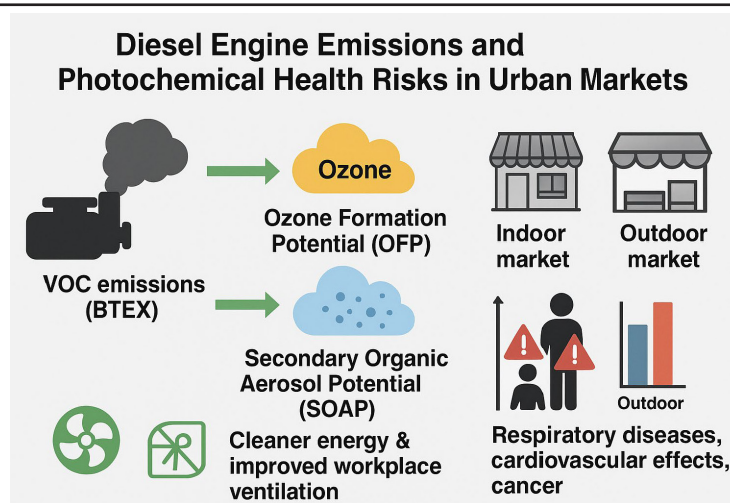 Diesel Engine Emissions and
Photochemical Health Risks in Urban Markets
Ozone
VOC emissions
(BTEX)
Ozone Formation
Potential (OFP)
Secondary Organic
Aerosol Potential
(SOAP)
Cleaner energy &
improved workplace
ventilation
Indoor
market
Outdoor
market
!
!
Outdoor
Respiratory diseases,
cardiovascular effects,
cancer